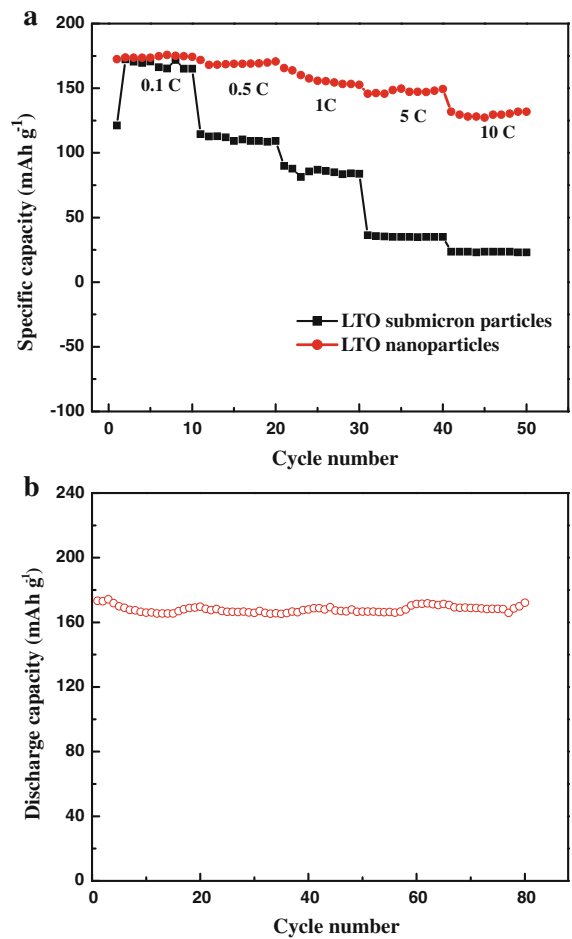 a
200
150
100
50
0
-50
-100
0.1 C
0.5 C
1C
5 C
10 C
LTO submicron particles
LTO nanoparticles
Specific capacity (mAh g⁻¹)
0 10 20 30 40 50
Cycle number
b
240
200
160
120
80
40
0
Discharge capacity (mAh g⁻¹)
0 20 40 60 80
Cycle number